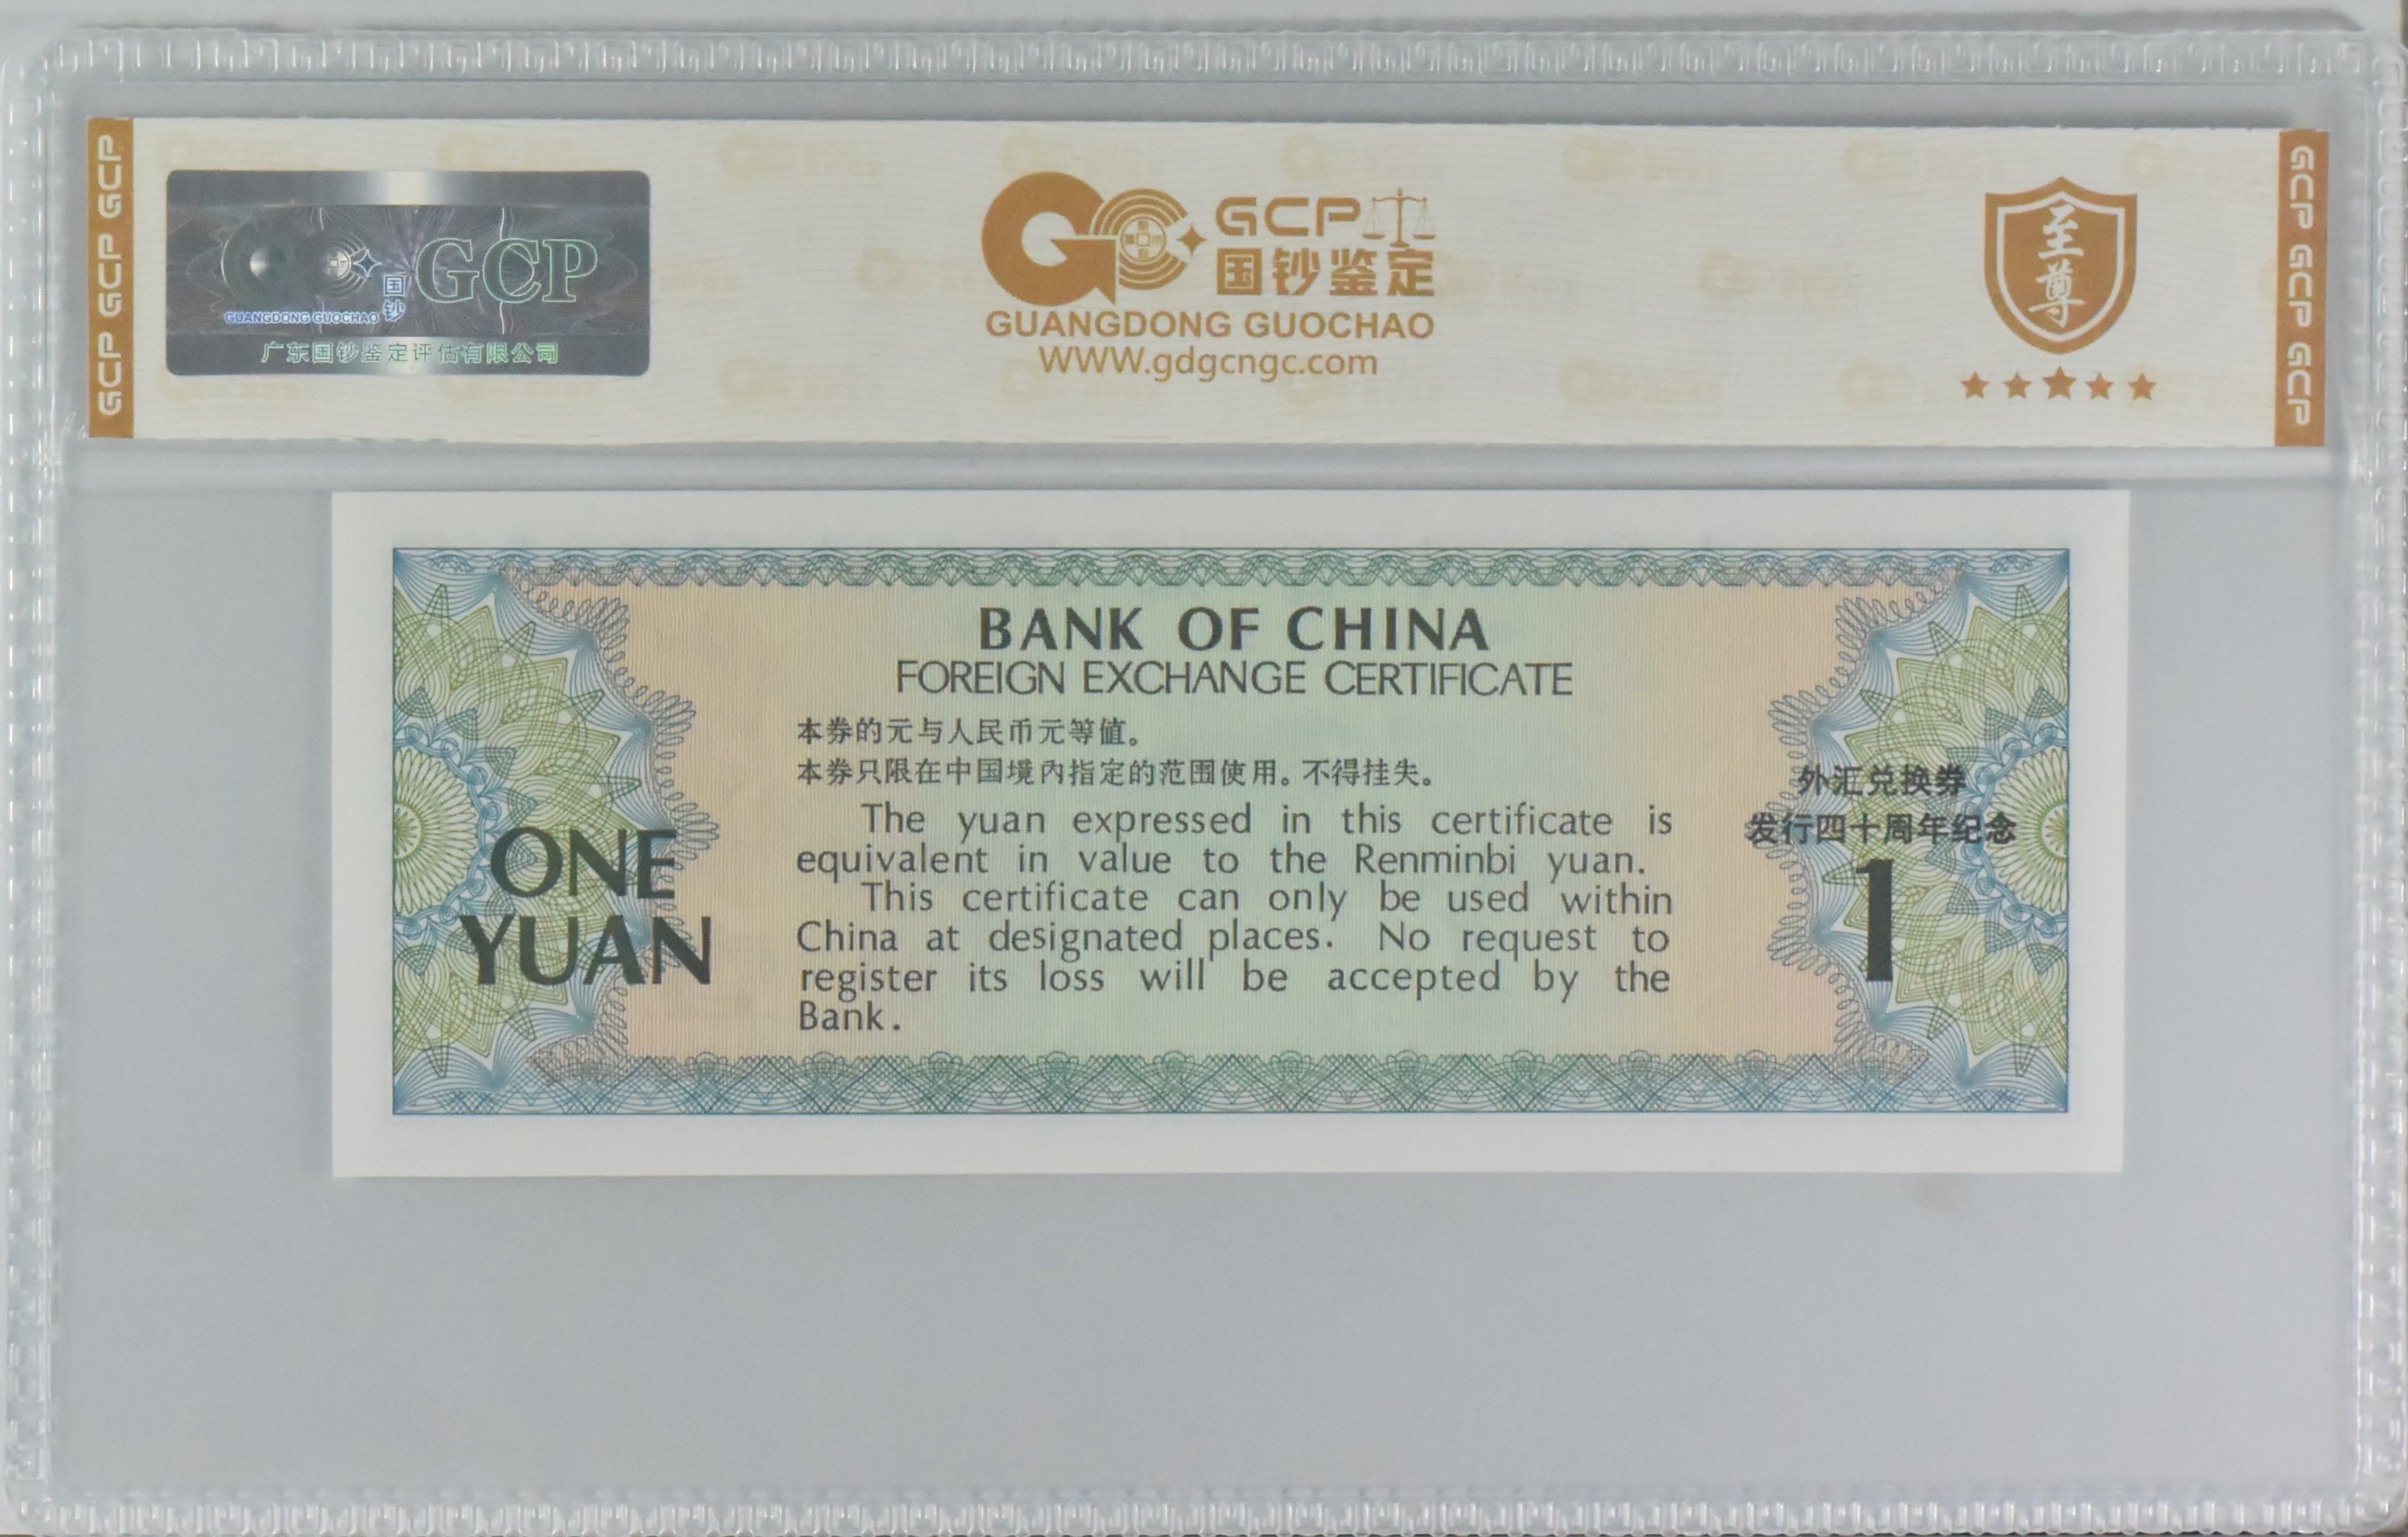 GCP GCP GCP
国钞
GCP
GUANGDONG GUOCHAO
广东国钞鉴定评估有限公司
GCP
国钞鉴定
GUANGDONG GUOCHAO
WWW.gdgcngc.com
至尊
GCP GCP GCP
BANK OF CHINA
FOREIGN EXCHANGE CERTIFICATE
本券的元与人民币元等值。
本券只限在中国境内指定的范围使用。不得挂失。
The yuan expressed in this certificate is
equivalent in value to the Renminbi yuan.
This certificate can only be used within
China at designated places. No request to
register its loss will be accepted by the
Bank.
ONE
YUAN
外汇兑换券
发行四十周年纪念
1